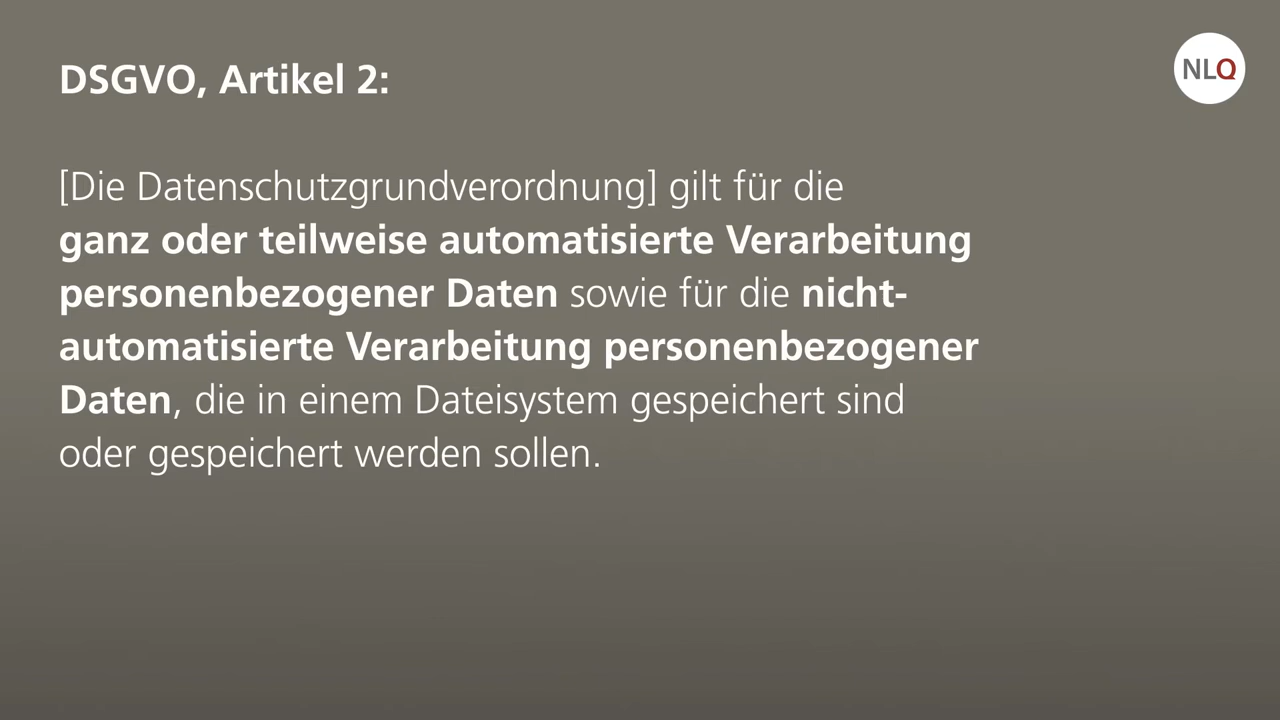 DSGVO, Artikel 2:
NLQ
[Die Datenschutzgrundverordnung] gilt für die
ganz oder teilweise automatisierte Verarbeitung
personenbezogener Daten sowie für die nicht-
automatisierte Verarbeitung personenbezogener
Daten, die in einem Dateisystem gespeichert sind
oder gespeichert werden sollen.